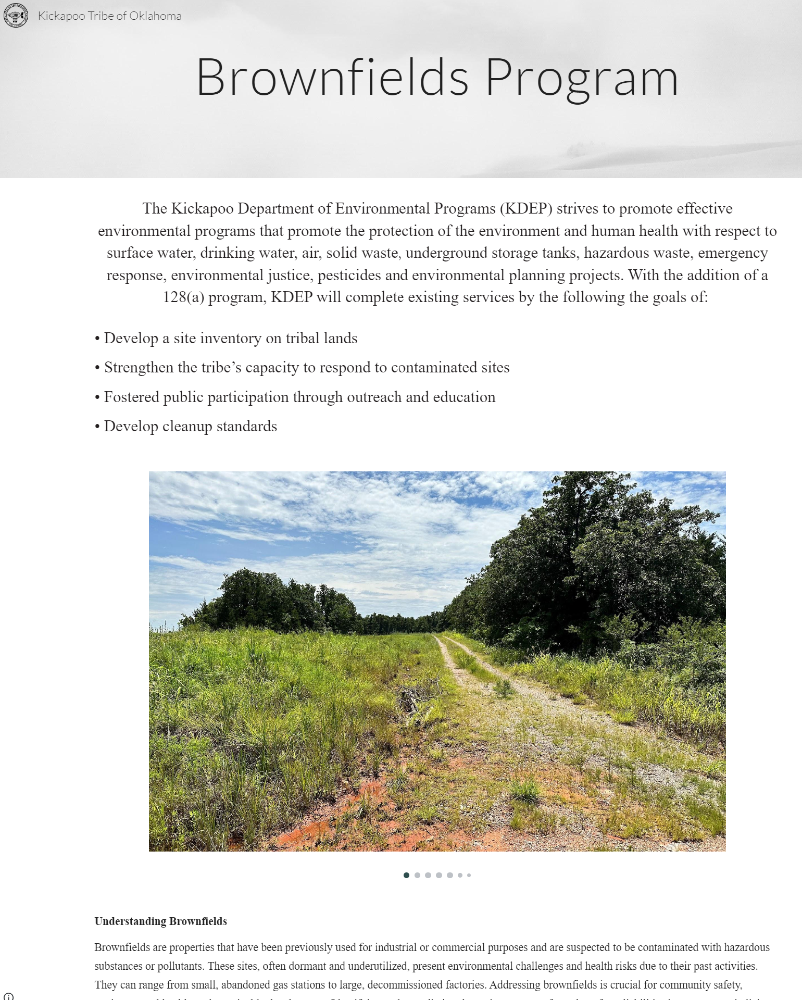 Kickapoo Tribe of Oklahoma
Brownfields Program
The Kickapoo Department of Environmental Programs (KDEP) strives to promote effective
environmental programs that promote the protection of the environment and human health with respect to
surface water, drinking water, air, solid waste, underground storage tanks, hazardous waste, emergency
response, environmental justice, pesticides and environmental planning projects. With the addition of a
128(a) program, KDEP will complete existing services by the following the goals of:
• Develop a site inventory on tribal lands
• Strengthen the tribe’s capacity to respond to contaminated sites
• Fostered public participation through outreach and education
• Develop cleanup standards
Understanding Brownfields
Brownfields are properties that have been previously used for industrial or commercial purposes and are suspected to be contaminated with hazardous
substances or pollutants. These sites, often dormant and underutilized, present environmental challenges and health risks due to their past activities.
They can range from small, abandoned gas stations to large, decommissioned factories. Addressing brownfields is crucial for community safety,